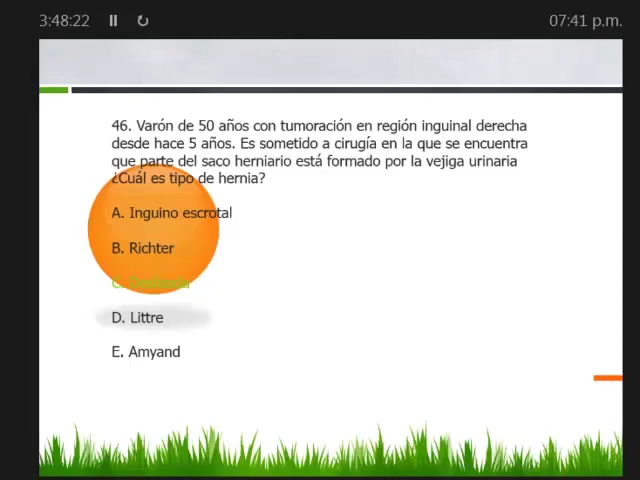 3:48:22
07:41 p.m.
46. Varón de 50 años con tumoración en región inguinal derecha
desde hace 5 años. Es sometido a cirugía en la que se encuentra
que parte del saco herniario está formado por la vejiga urinaria
¿Cuál es tipo de hernia?
A. Inguino escrotal
B. Richter
C.
D. Littre
E. Amyand